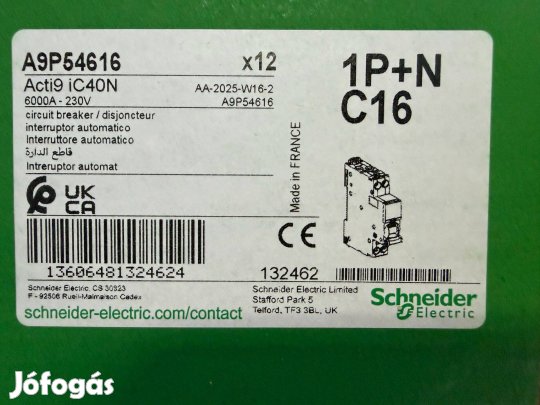 A9P54616 x12
Acti9 iC40N AA-2025-W16-2
6000A - 230V A9P54616
circuit breaker / disjoncteur
interruptor automatico
Interruttore automatico
قاطع الدارة
Intreruptor automat
1P+N
C16
Made in FRANCE
UK
CA
CE
13606481324624
132462
Schneider Electric, CS 30323
F - 92506 Rueil-Malmaison Cedex
Schneider Electric Limited
Stafford Park 5
Telford, TF3 3BL, UK
schneider-electric.com/contact
Schneider
Electric
Jófogás